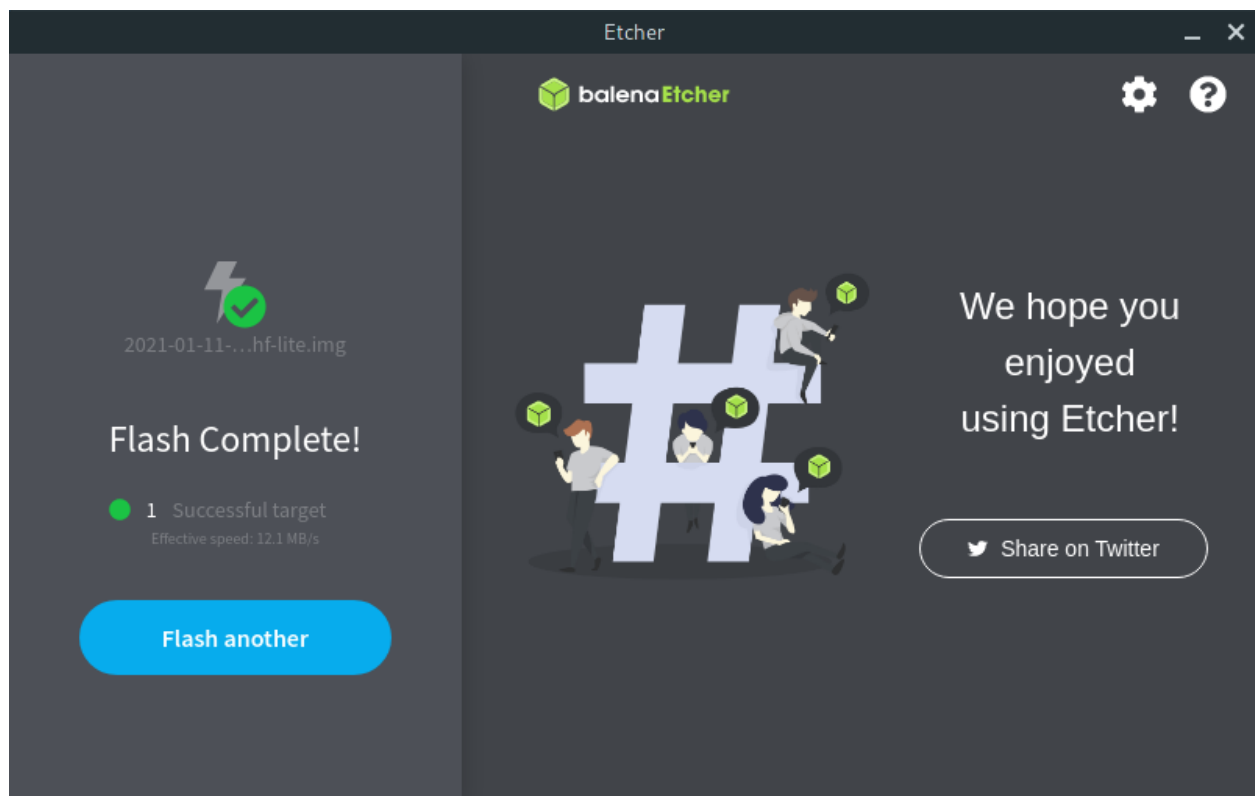 Etcher
balenaEtcher
2021-01-11-...hf-lite.img
Flash Complete!
1 Successful target
Effective speed: 12.1 MB/s
Flash another
We hope you
enjoyed
using Etcher!
Share on Twitter